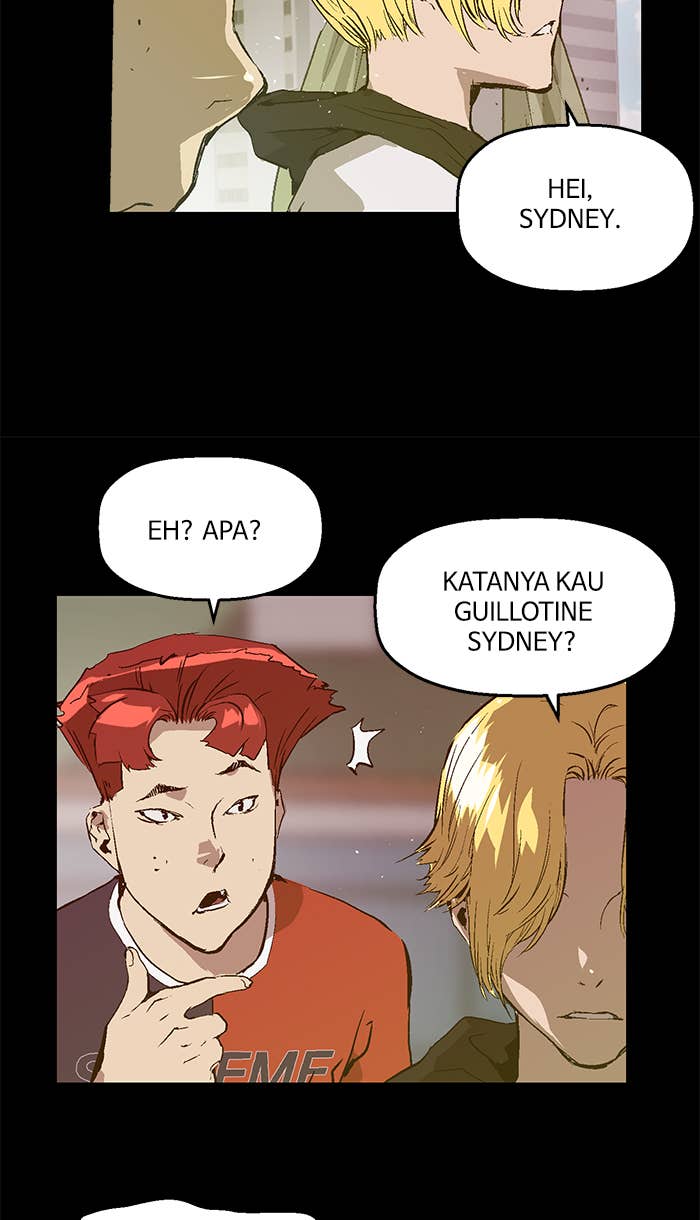 HEI,
SYDNEY.
EH? APA?
KATANYA KAU
GUILLOTINE
SYDNEY?